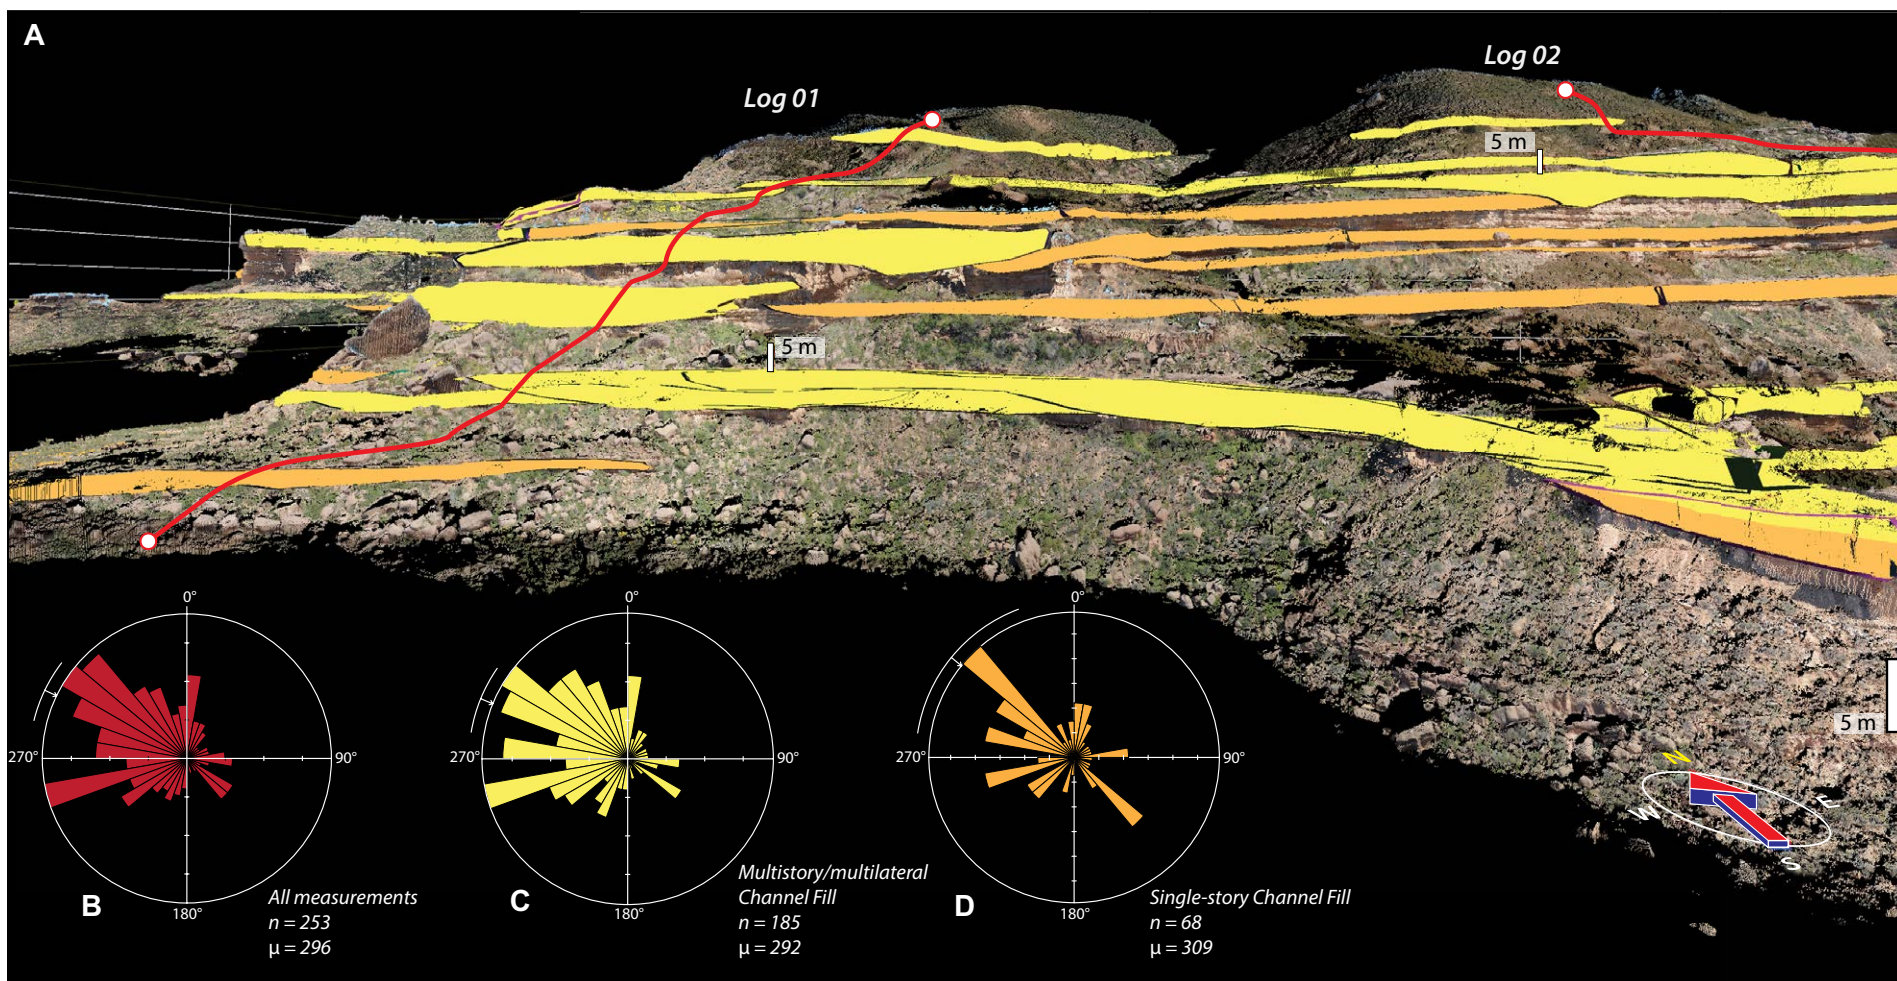 A
Log 01
Log 02
5 m
5 m
5 m
N
E
W
S
0°
270°
90°
180°
B
All measurements
n = 253
µ = 296
0°
270°
90°
180°
C
Multistory/multilateral
Channel Fill
n = 185
µ = 292
0°
270°
90°
180°
D
Single-story Channel Fill
n = 68
µ = 309